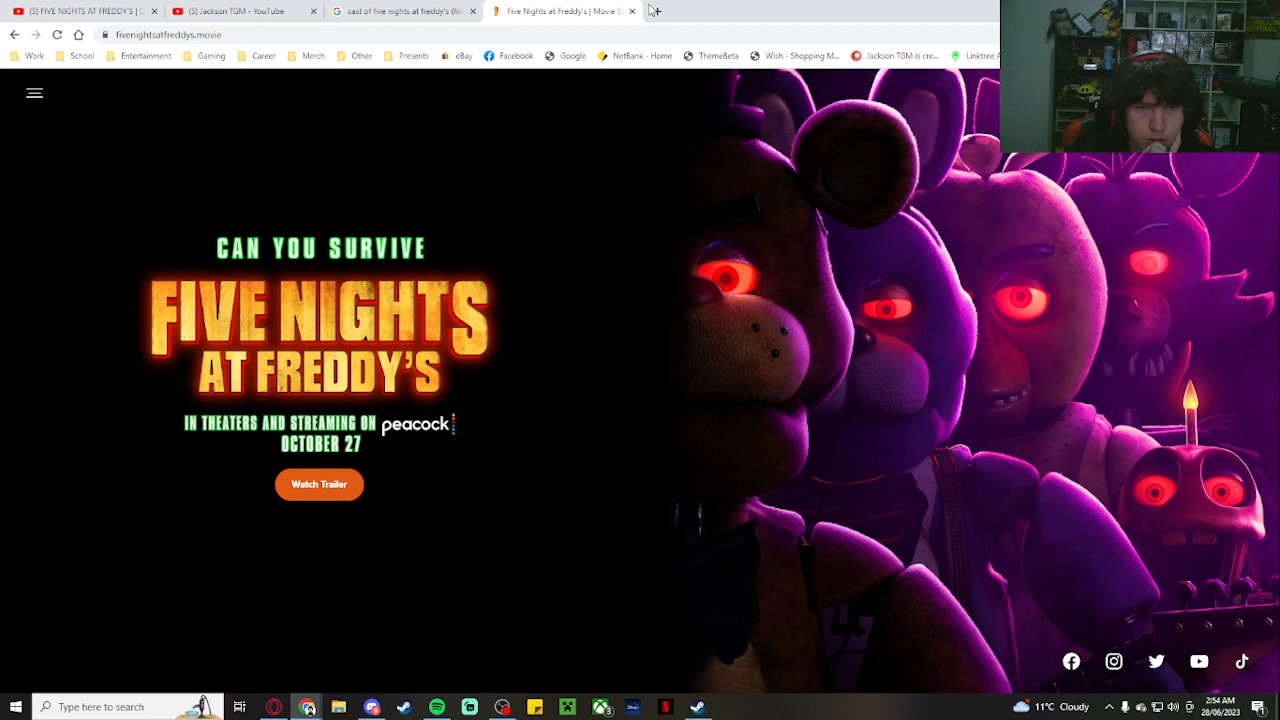 (5) FIVE NIGHTS AT FREDDY'S | C
(5) Jackson TGM - YouTube
cast of five nights at freddy's (film
Five Nights at Freddy's | Movie S
fivenightsatfreddys.movie
Work
School
Entertainment
Gaming
Career
Merch
Other
Presents
eBay
Facebook
Google
NetBank - Home
ThemeBeta
Wish - Shopping M...
Jackson TGM is cre...
Linktree A
CAN YOU SURVIVE
FIVE NIGHTS
AT FREDDY'S
IN THEATERS AND STREAMING ON peacock
OCTOBER 27
Watch Trailer
Type here to search
3
11°C Cloudy
2:54 AM
28/06/2023
1